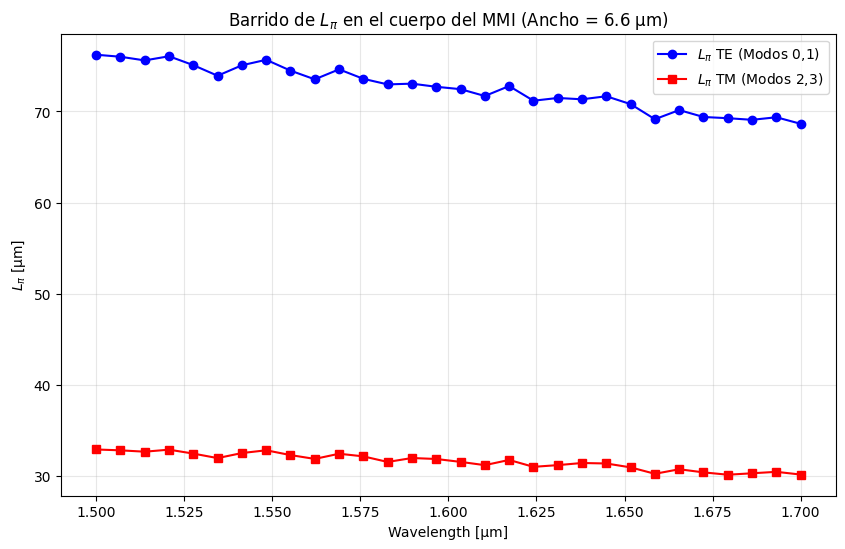 Barrido de $L_{\pi}$ en el cuerpo del MMI (Ancho = 6.6 μm)
$L_{\pi}$ TE (Modos 0,1)
$L_{\pi}$ TM (Modos 2,3)
$L_{\pi}$ [μm]
70
60
50
40
30
1.500 1.525 1.550 1.575 1.600 1.625 1.650 1.675 1.700
Wavelength [μm]